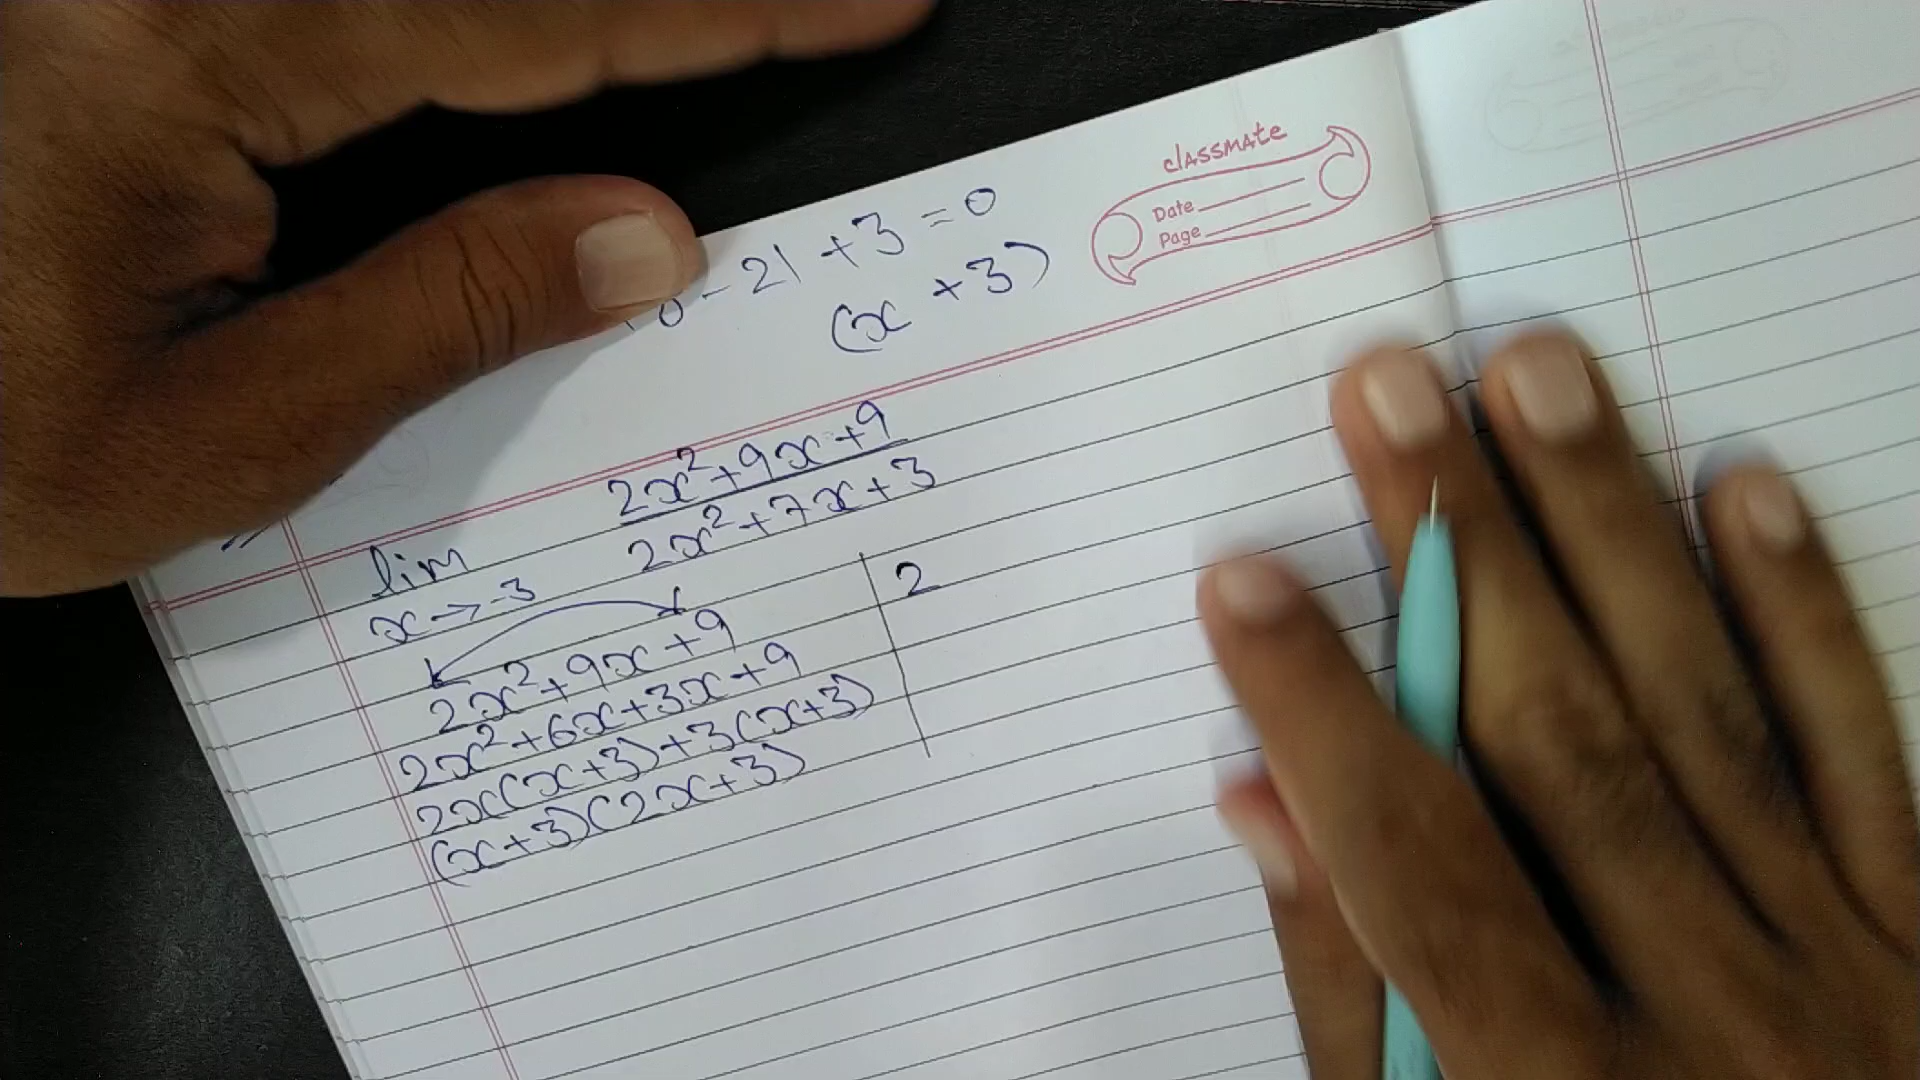 classmate
Date
Page
8 - 21 + 3 = 0
(x + 3)
lim x→-3 2x²+9x+9 / 2x²+7x+3
2x²+9x+9
2x²+6x+3x+9
2x(x+3)+3(x+3)
(x+3)(2x+3)
2